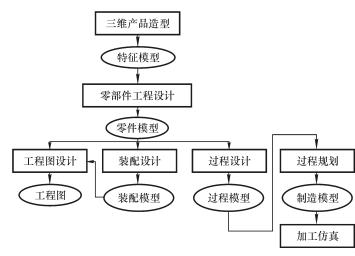 三维产品造型
特征模型
零部件工程设计
零件模型
工程图设计
装配设计
过程设计
过程规划
工程图
装配模型
过程模型
制造模型
加工仿真